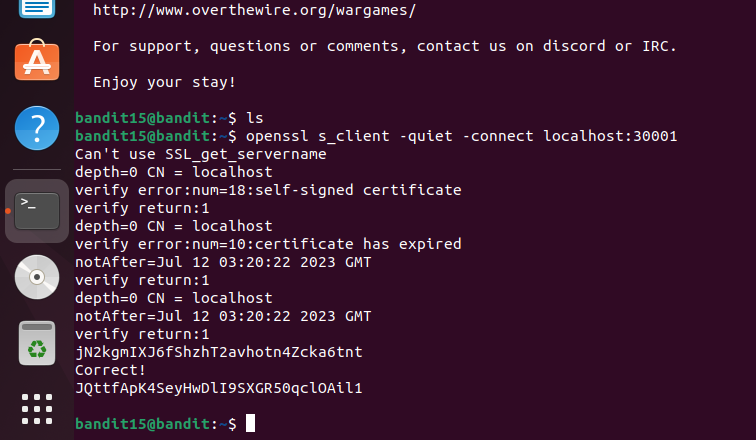 http://www.overthewire.org/wargames/
For support, questions or comments, contact us on discord or IRC.
Enjoy your stay!
bandit15@bandit:~$ ls
bandit15@bandit:~$ openssl s_client -quiet -connect localhost:30001
Can't use SSL_get_servername
depth=0 CN = localhost
verify error:num=18:self-signed certificate
verify return:1
depth=0 CN = localhost
verify error:num=10:certificate has expired
notAfter=Jul 12 03:20:22 2023 GMT
verify return:1
depth=0 CN = localhost
notAfter=Jul 12 03:20:22 2023 GMT
verify return:1
jN2kgmIXJ6fShzhT2avhotn4Zcka6tnt
Correct!
JQttfApK4SeyHwDlI9SXGR50qclOAil1
bandit15@bandit:~$